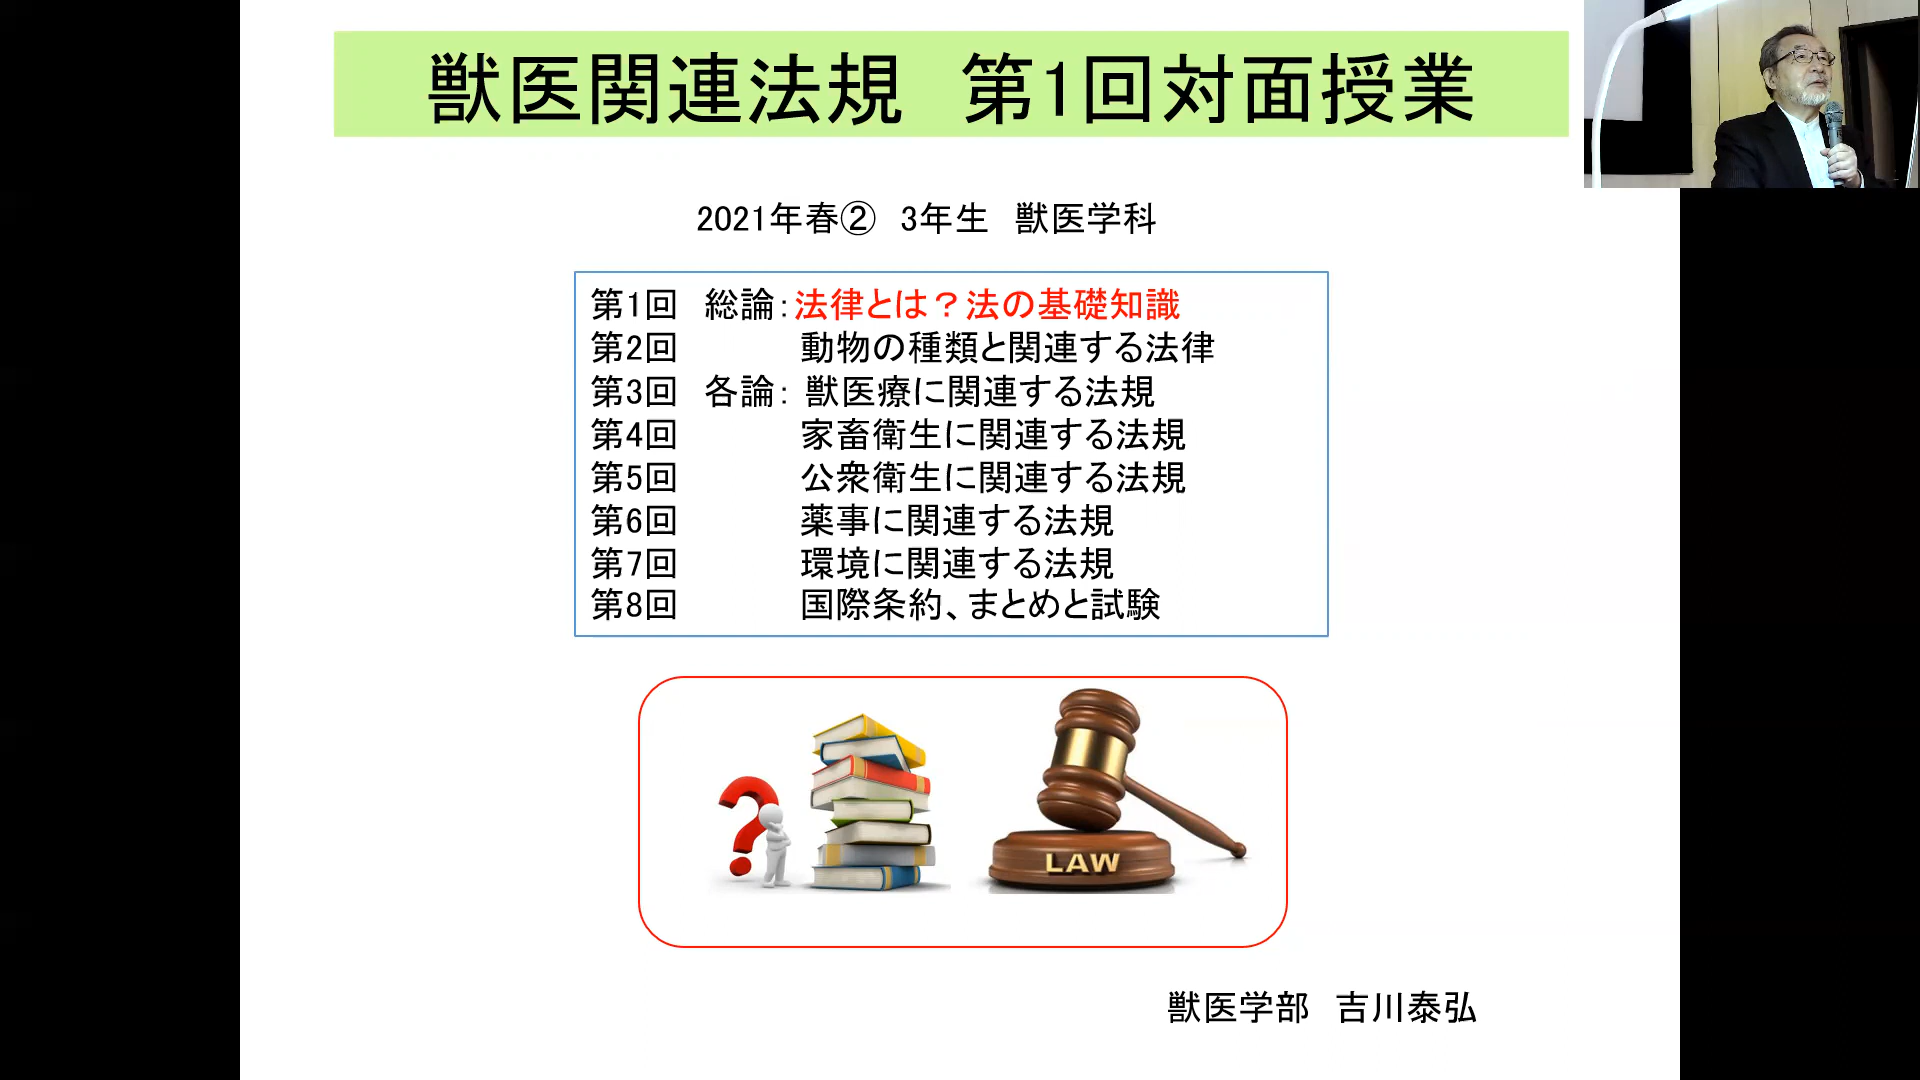 獣医関連法規　第1回対面授業
2021年春②　3年生　獣医学科
第1回　総論：法律とは？法の基礎知識
第2回　動物の種類と関連する法律
第3回　各論：獣医療に関連する法規
第4回　家畜衛生に関連する法規
第5回　公衆衛生に関連する法規
第6回　薬事に関連する法規
第7回　環境に関連する法規
第8回　国際条約、まとめと試験
LAW
獣医学部　吉川泰弘